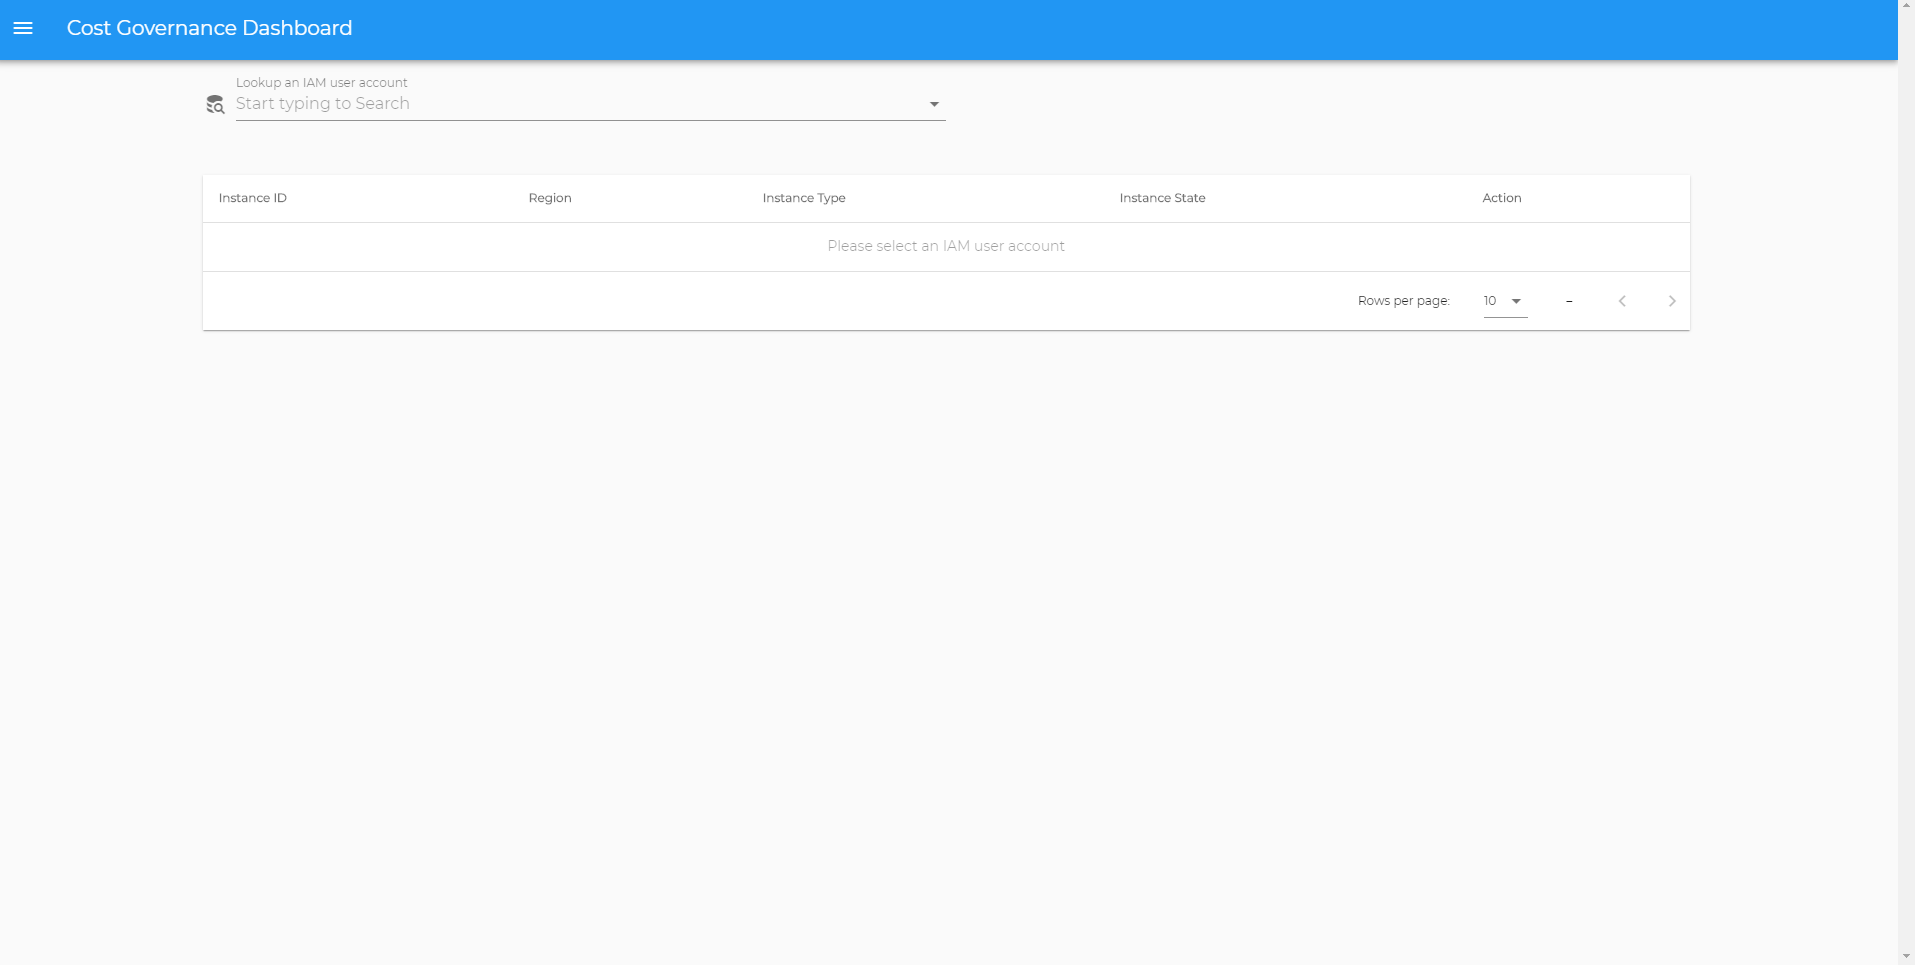 Cost Governance Dashboard
Lookup an IAM user account
Start typing to Search
Instance ID Region Instance Type Instance State Action
Please select an IAM user account
Rows per page: 10 –